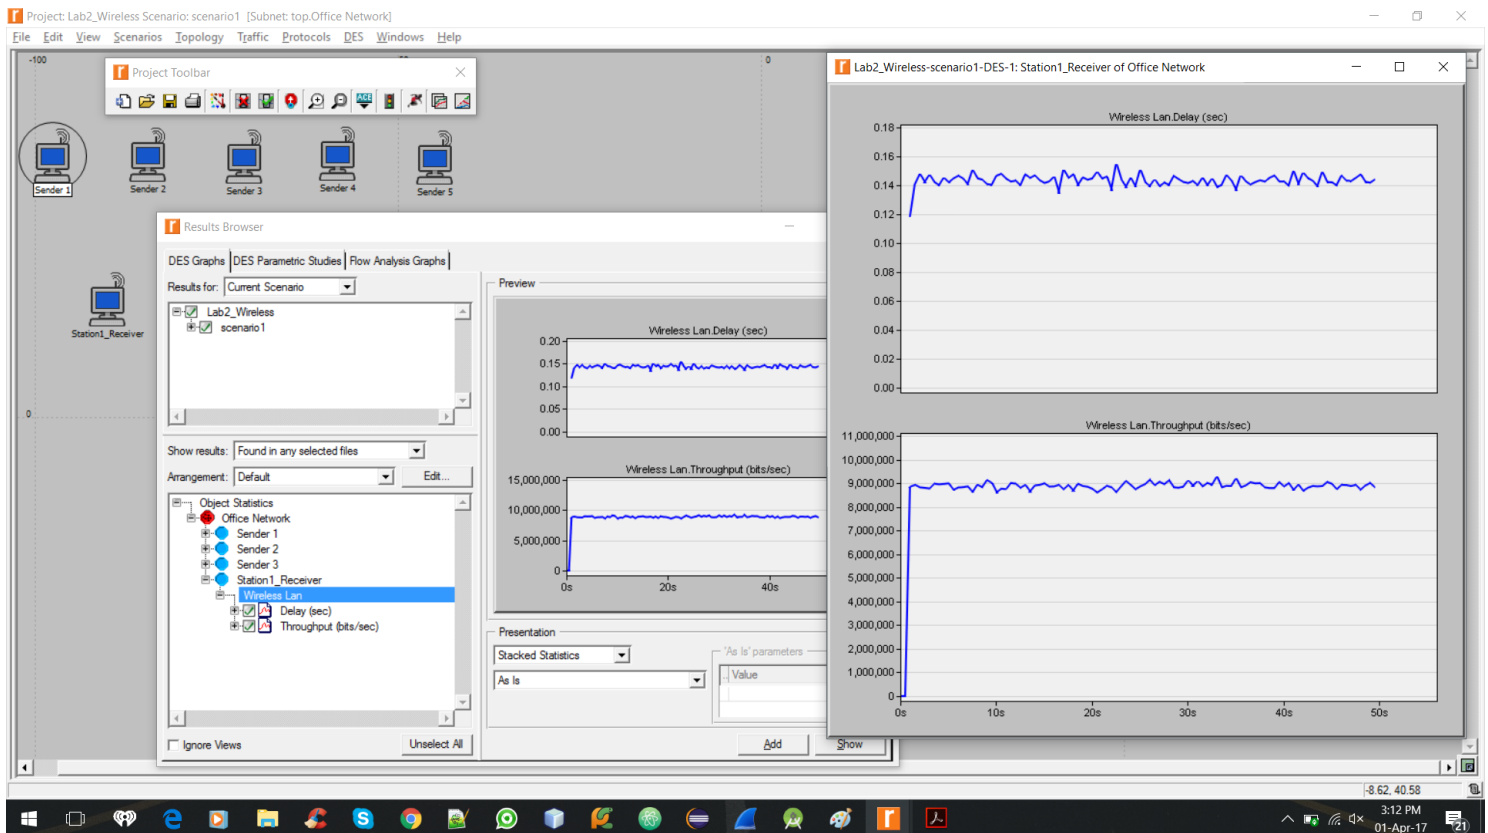 Project: Lab2_Wireless Scenario: scenario1 [Subnet: top.Office Network]
File Edit View Scenarios Topology Traffic Protocols DES Windows Help
-100
0
Project Toolbar
Sender 1
Sender 2
Sender 3
Sender 4
Sender 5
Station1_Receiver
0
Results Browser
DES Graphs DES Parametric Studies Flow Analysis Graphs
Results for: Current Scenario
Lab2_Wireless
scenario1
Show results: Found in any selected files
Arrangement: Default Edit...
Object Statistics
Office Network
Sender 1
Sender 2
Sender 3
Station1_Receiver
Wireless Lan
Delay (sec)
Throughput (bits/sec)
Ignore Views Unselect All
Preview
Wireless Lan.Delay (sec)
0.20
0.15
0.10
0.05
0.00
Wireless Lan.Throughput (bits/sec)
15,000,000
10,000,000
5,000,000
0
0s 20s 40s
Presentation
Stacked Statistics
As Is
'As Is' parameters
... Value
Add Show
Lab2_Wireless-scenario1-DES-1: Station1_Receiver of Office Network
Wireless Lan.Delay (sec)
0.18
0.16
0.14
0.12
0.10
0.08
0.06
0.04
0.02
0.00
Wireless Lan.Throughput (bits/sec)
11,000,000
10,000,000
9,000,000
8,000,000
7,000,000
6,000,000
5,000,000
4,000,000
3,000,000
2,000,000
1,000,000
0
0s 10s 20s 30s 40s 50s
-8.62, 40.58
3:12 PM
01-Apr-17
21